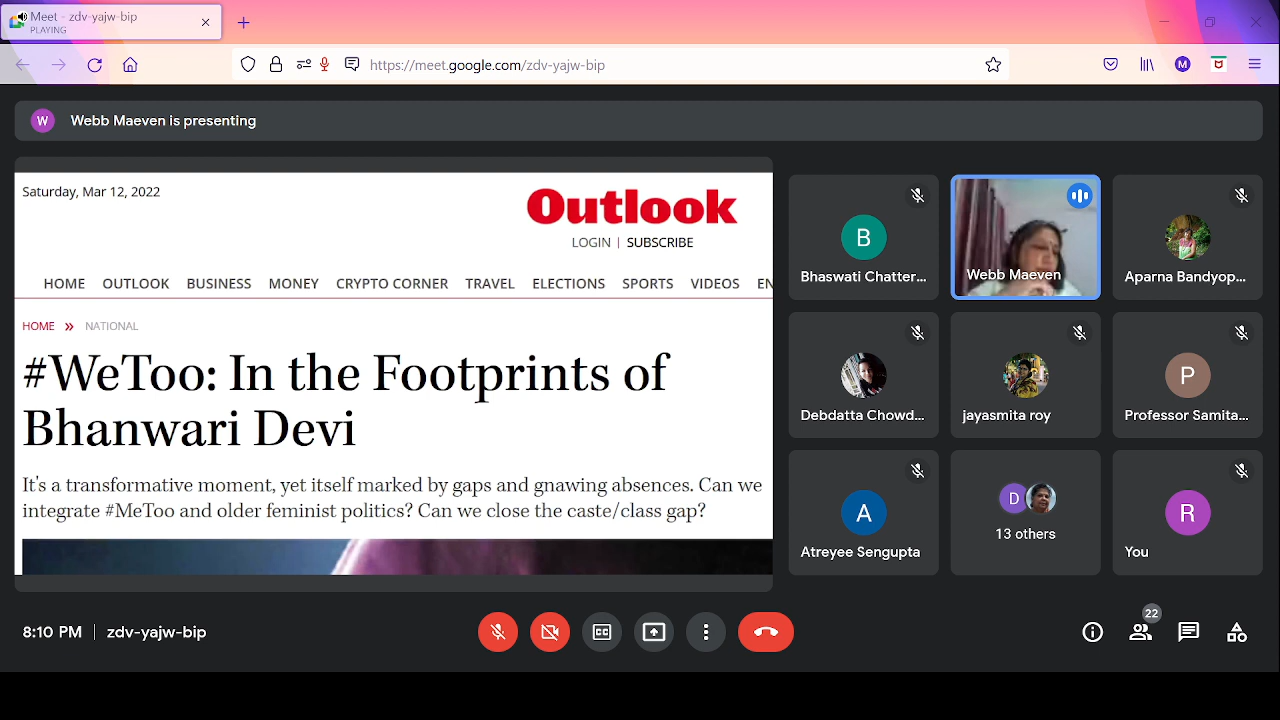 Meet - zdv-yajw-bip
PLAYING
https://meet.google.com/zdv-yajw-bip
M
W
Webb Maeven is presenting
Saturday, Mar 12, 2022
Outlook
LOGIN | SUBSCRIBE
HOME OUTLOOK BUSINESS MONEY CRYPTO CORNER TRAVEL ELECTIONS SPORTS VIDEOS EN
HOME » NATIONAL
#WeToo: In the Footprints of
Bhanwari Devi
It's a transformative moment, yet itself marked by gaps and gnawing absences. Can we
integrate #MeToo and older feminist politics? Can we close the caste/class gap?
B
Bhaswati Chatter...
Webb Maeven
Aparna Bandyop...
Debdatta Chowd...
jayasmita roy
P
Professor Samita...
A
Atreyee Sengupta
D
13 others
R
You
8:10 PM | zdv-yajw-bip
CC
22